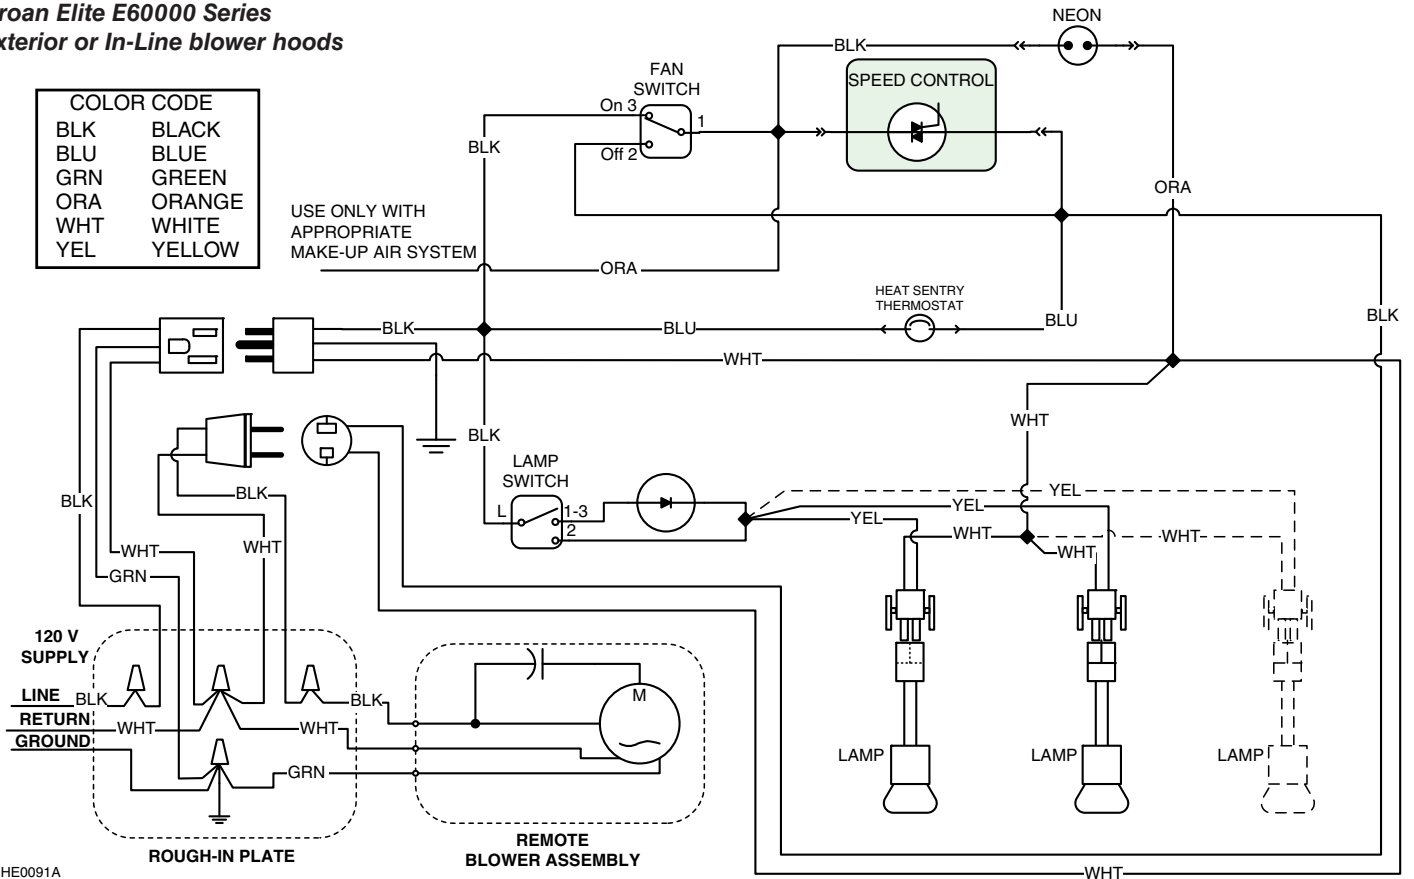 roan Elite E60000 Series
xterior or In-Line blower hoods
COLOR CODE
BLK BLACK
BLU BLUE
GRN GREEN
ORA ORANGE
WHT WHITE
YEL YELLOW
NEON
BLK
FAN
SWITCH
On 3
1
Off 2
SPEED CONTROL
BLK
ORA
USE ONLY WITH
APPROPRIATE
MAKE-UP AIR SYSTEM
ORA
HEAT SENTRY
THERMOSTAT
BLK
BLU
BLU
BLK
WHT
WHT
BLK
LAMP
SWITCH
L
1-3
2
YEL
YEL
YEL
WHT
WHT
WHT
BLK
BLK
WHT
WHT
GRN
120 V
SUPPLY
LINE
BLK
RETURN
WHT
GROUND
WHT
BLK
GRN
M
LAMP
LAMP
LAMP
ROUGH-IN PLATE
REMOTE
BLOWER ASSEMBLY
HE0091A
WHT